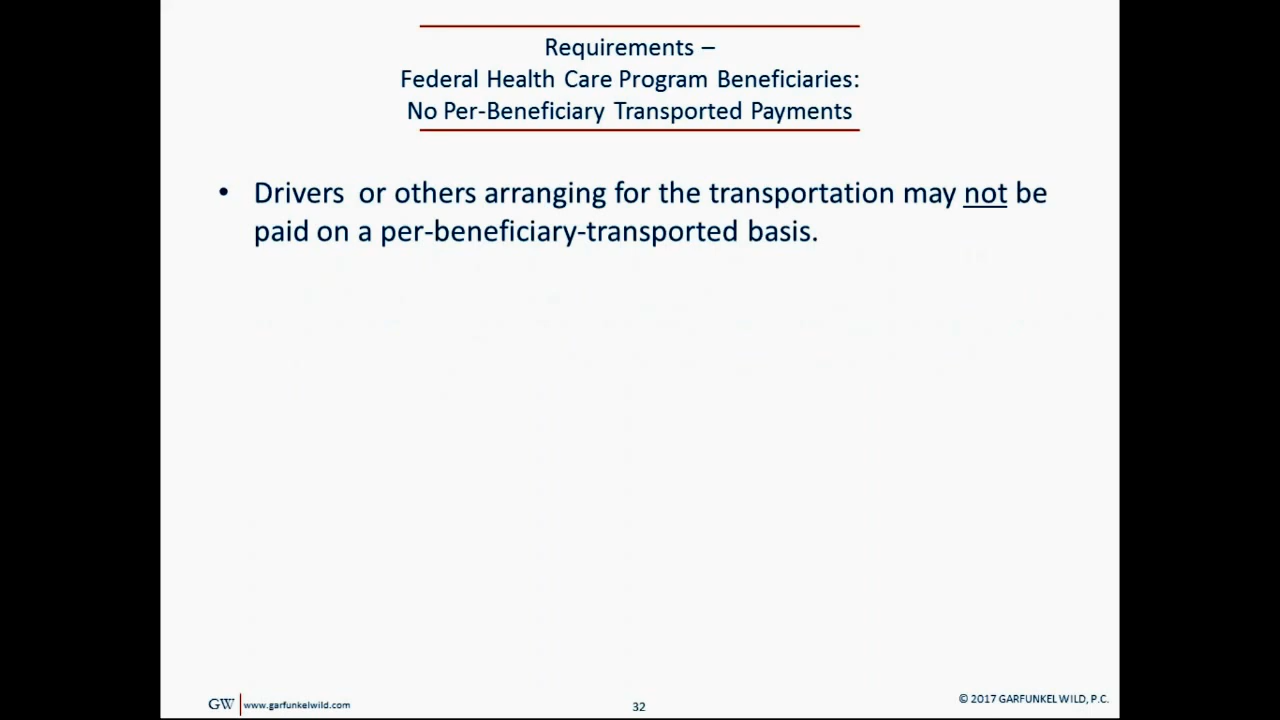 Requirements –
Federal Health Care Program Beneficiaries:
No Per-Beneficiary Transported Payments
• Drivers or others arranging for the transportation may not be
paid on a per-beneficiary-transported basis.
GW www.garfunkelwild.com
32
© 2017 GARFUNKEL WILD, P.C.